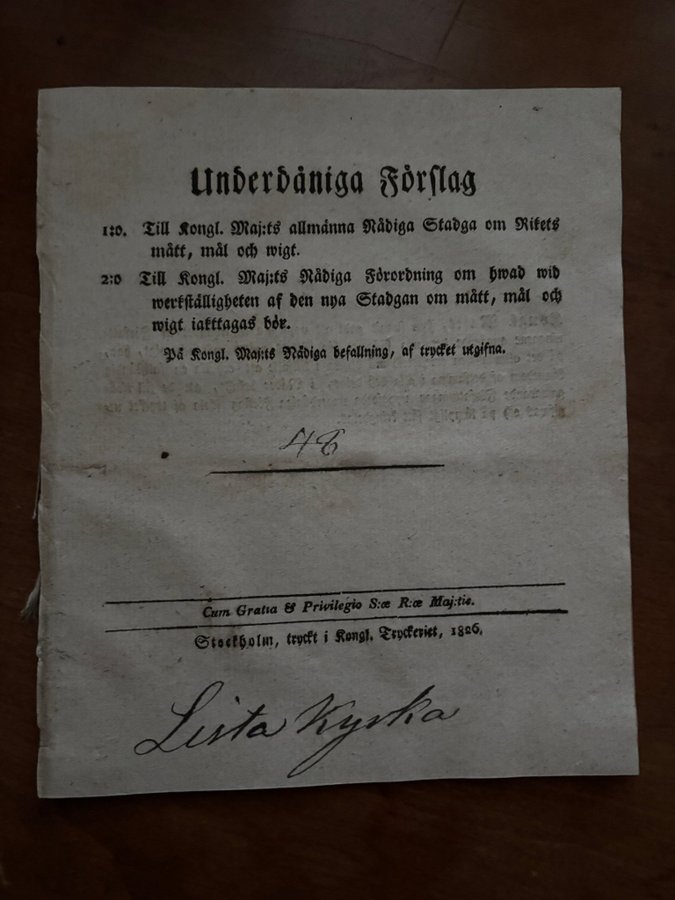 Underdåniga Förslag
1:o. Till Kongl. Maj:ts allmänna Nådiga Stadga om Rikets
mått, mål och wigt.
2:o Till Kongl. Maj:ts Nådiga Förordning om hwad wid
werkställigheten af den nya Stadgan om mått, mål och
wigt iakttagas bör.
På Kongl. Maj:ts Nådiga befallning, af trycket utgifna.
48
Cum Gratia & Privilegio S:æ R:æ Maj:tis.
Stockholm, tryckt i Kongl. Tryckeriet, 1806.
Lista Kyrka